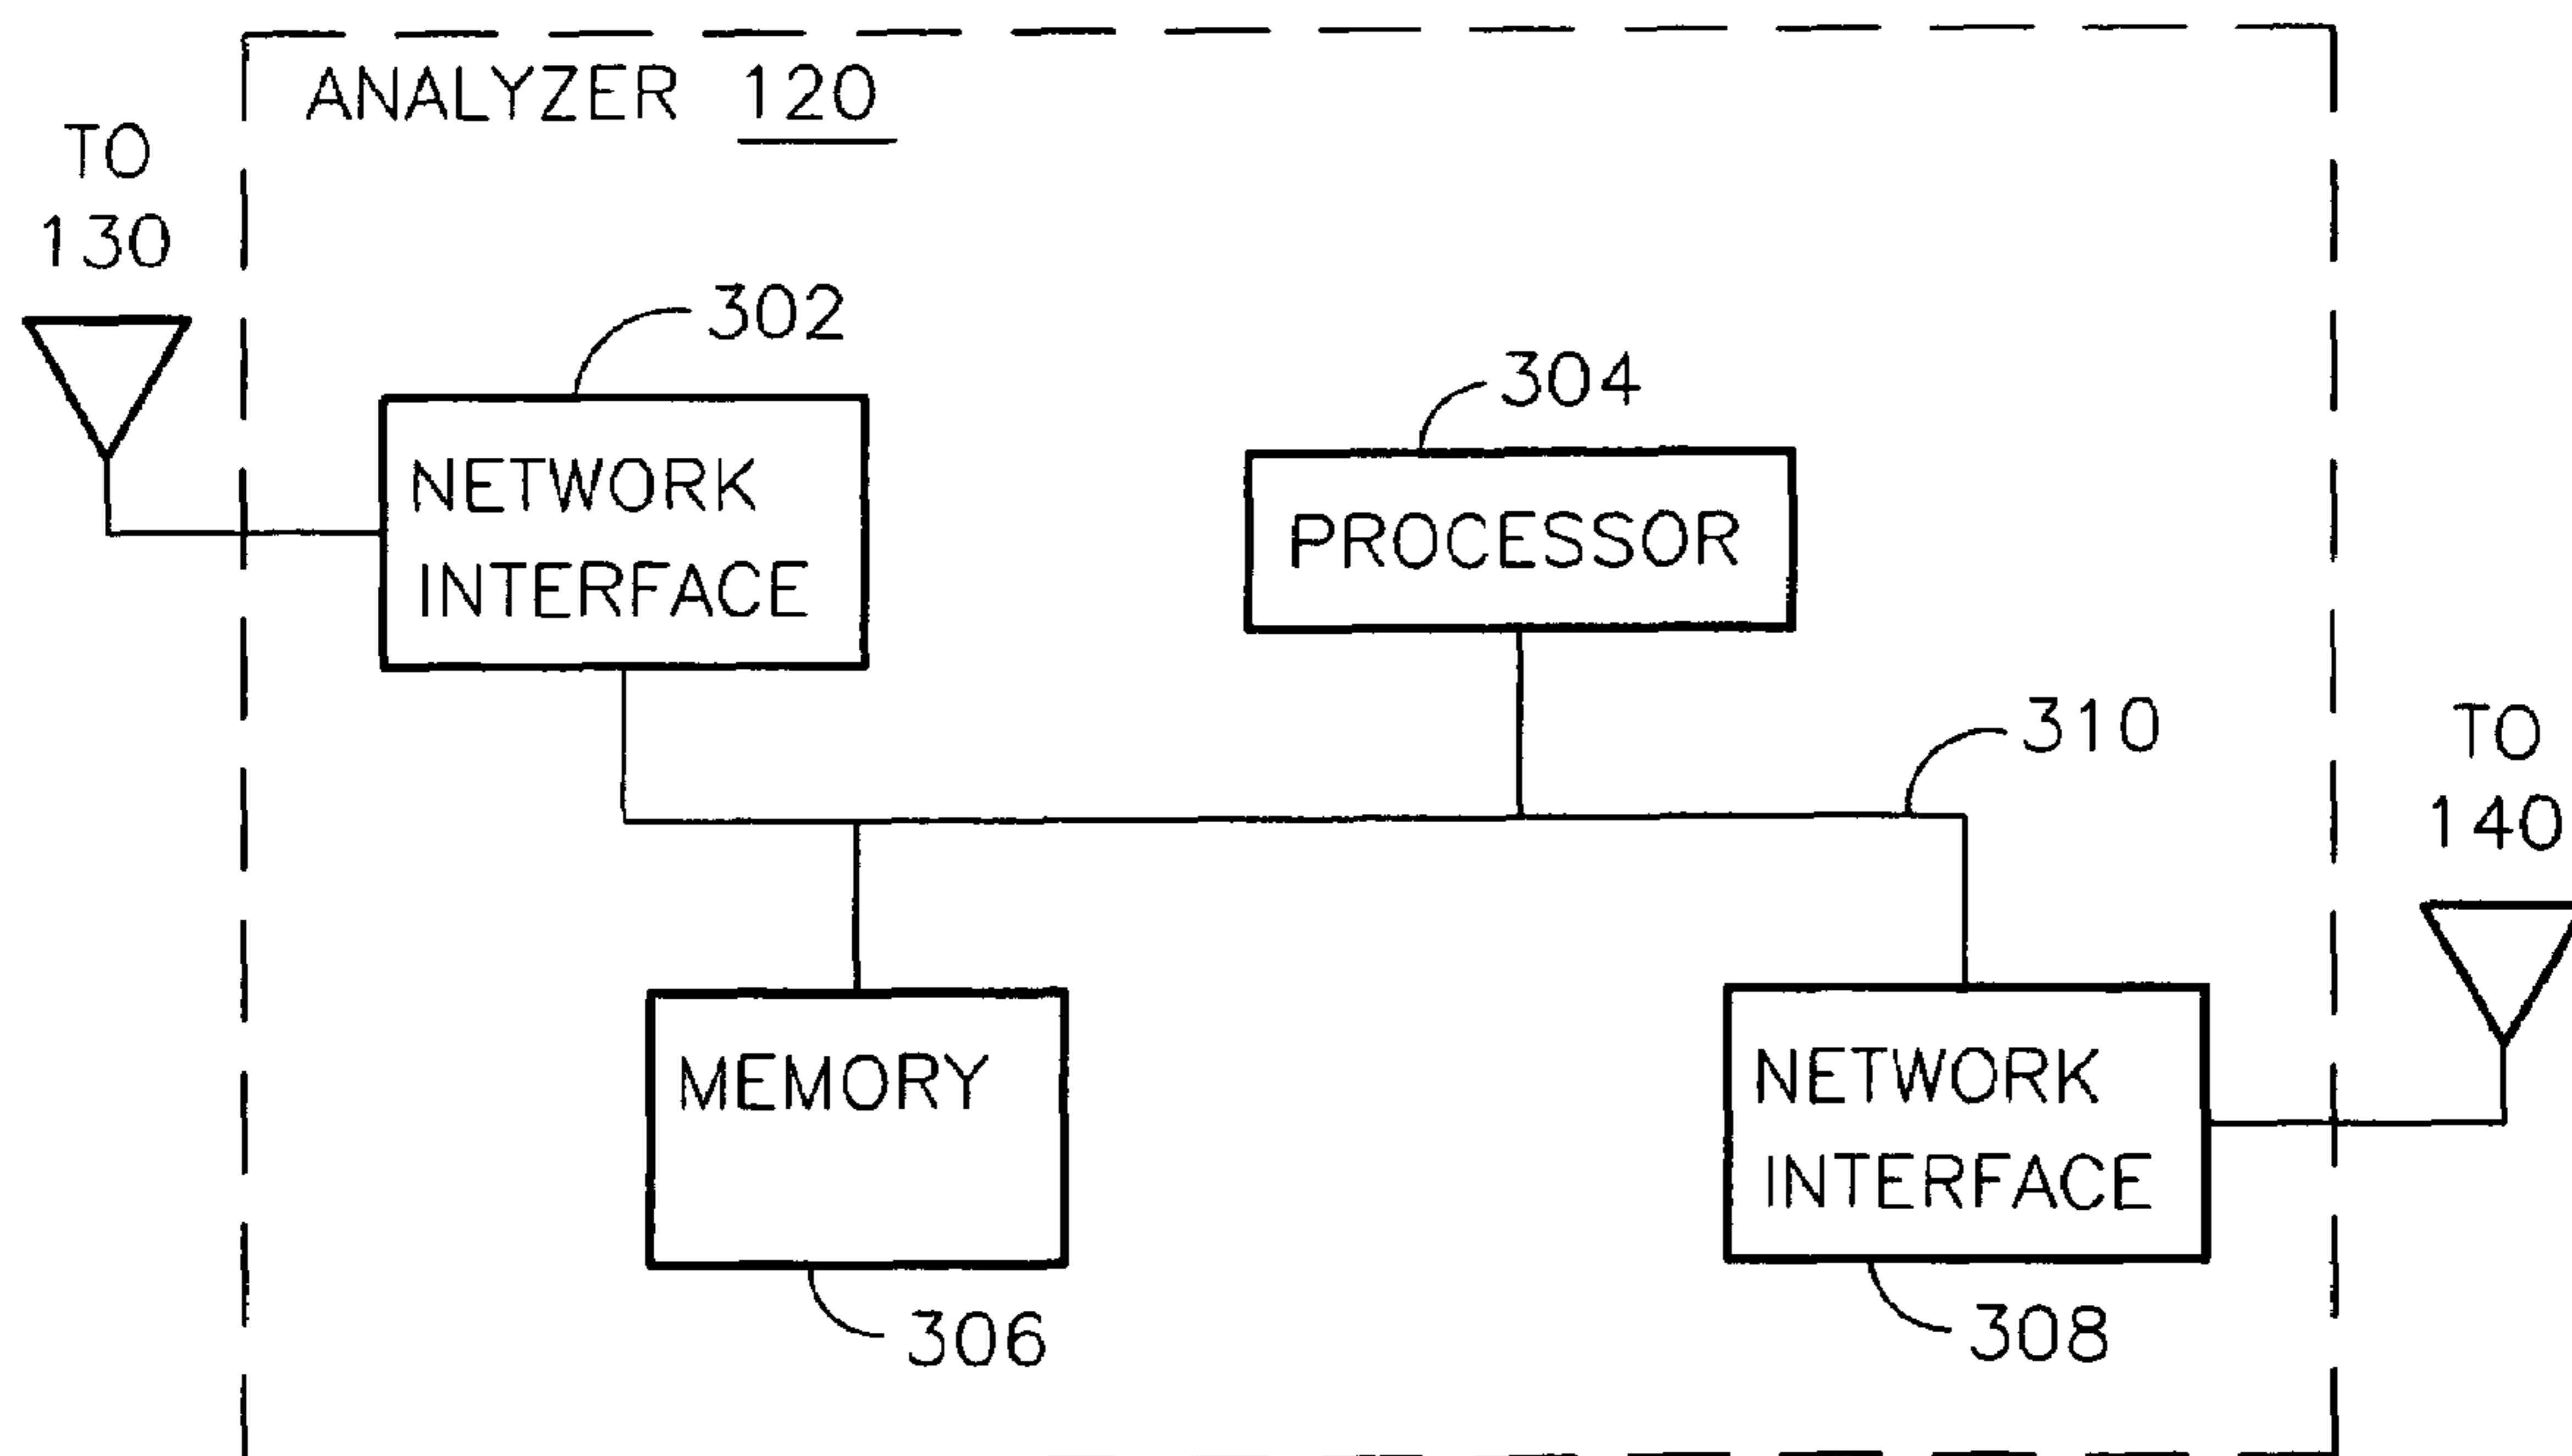 ANALYZER 120
TO
130
302
NETWORK
INTERFACE
304
PROCESSOR
310
TO
140
MEMORY
306
NETWORK
INTERFACE
308